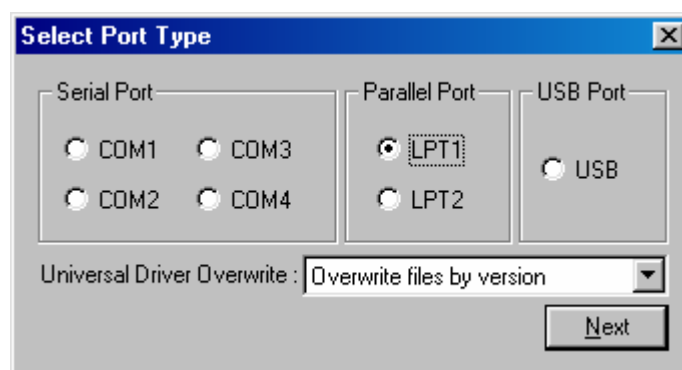 Select Port Type
Serial Port Parallel Port USB Port
COM1 COM3 LPT1 USB
COM2 COM4 LPT2
Universal Driver Overwrite : Overwrite files by version
Next